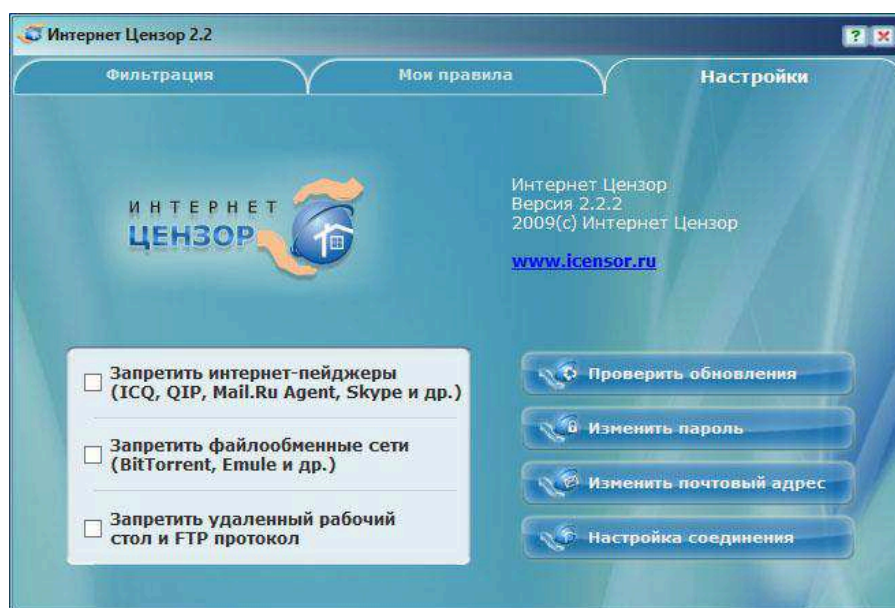 Интернет Цензор 2.2
?
Фильтрация
Мои правила
Настройки
ИНТЕРНЕТ
ЦЕНЗОР
Интернет Цензор
Версия 2.2.2
2009(c) Интернет Цензор
www.icensor.ru
Запретить интернет-пейджеры
(ICQ, QIP, Mail.Ru Agent, Skype и др.)
Запретить файлообменные сети
(BitTorrent, Emule и др.)
Запретить удаленный рабочий
стол и FTP протокол
Проверить обновления
Изменить пароль
Изменить почтовый адрес
Настройка соединения